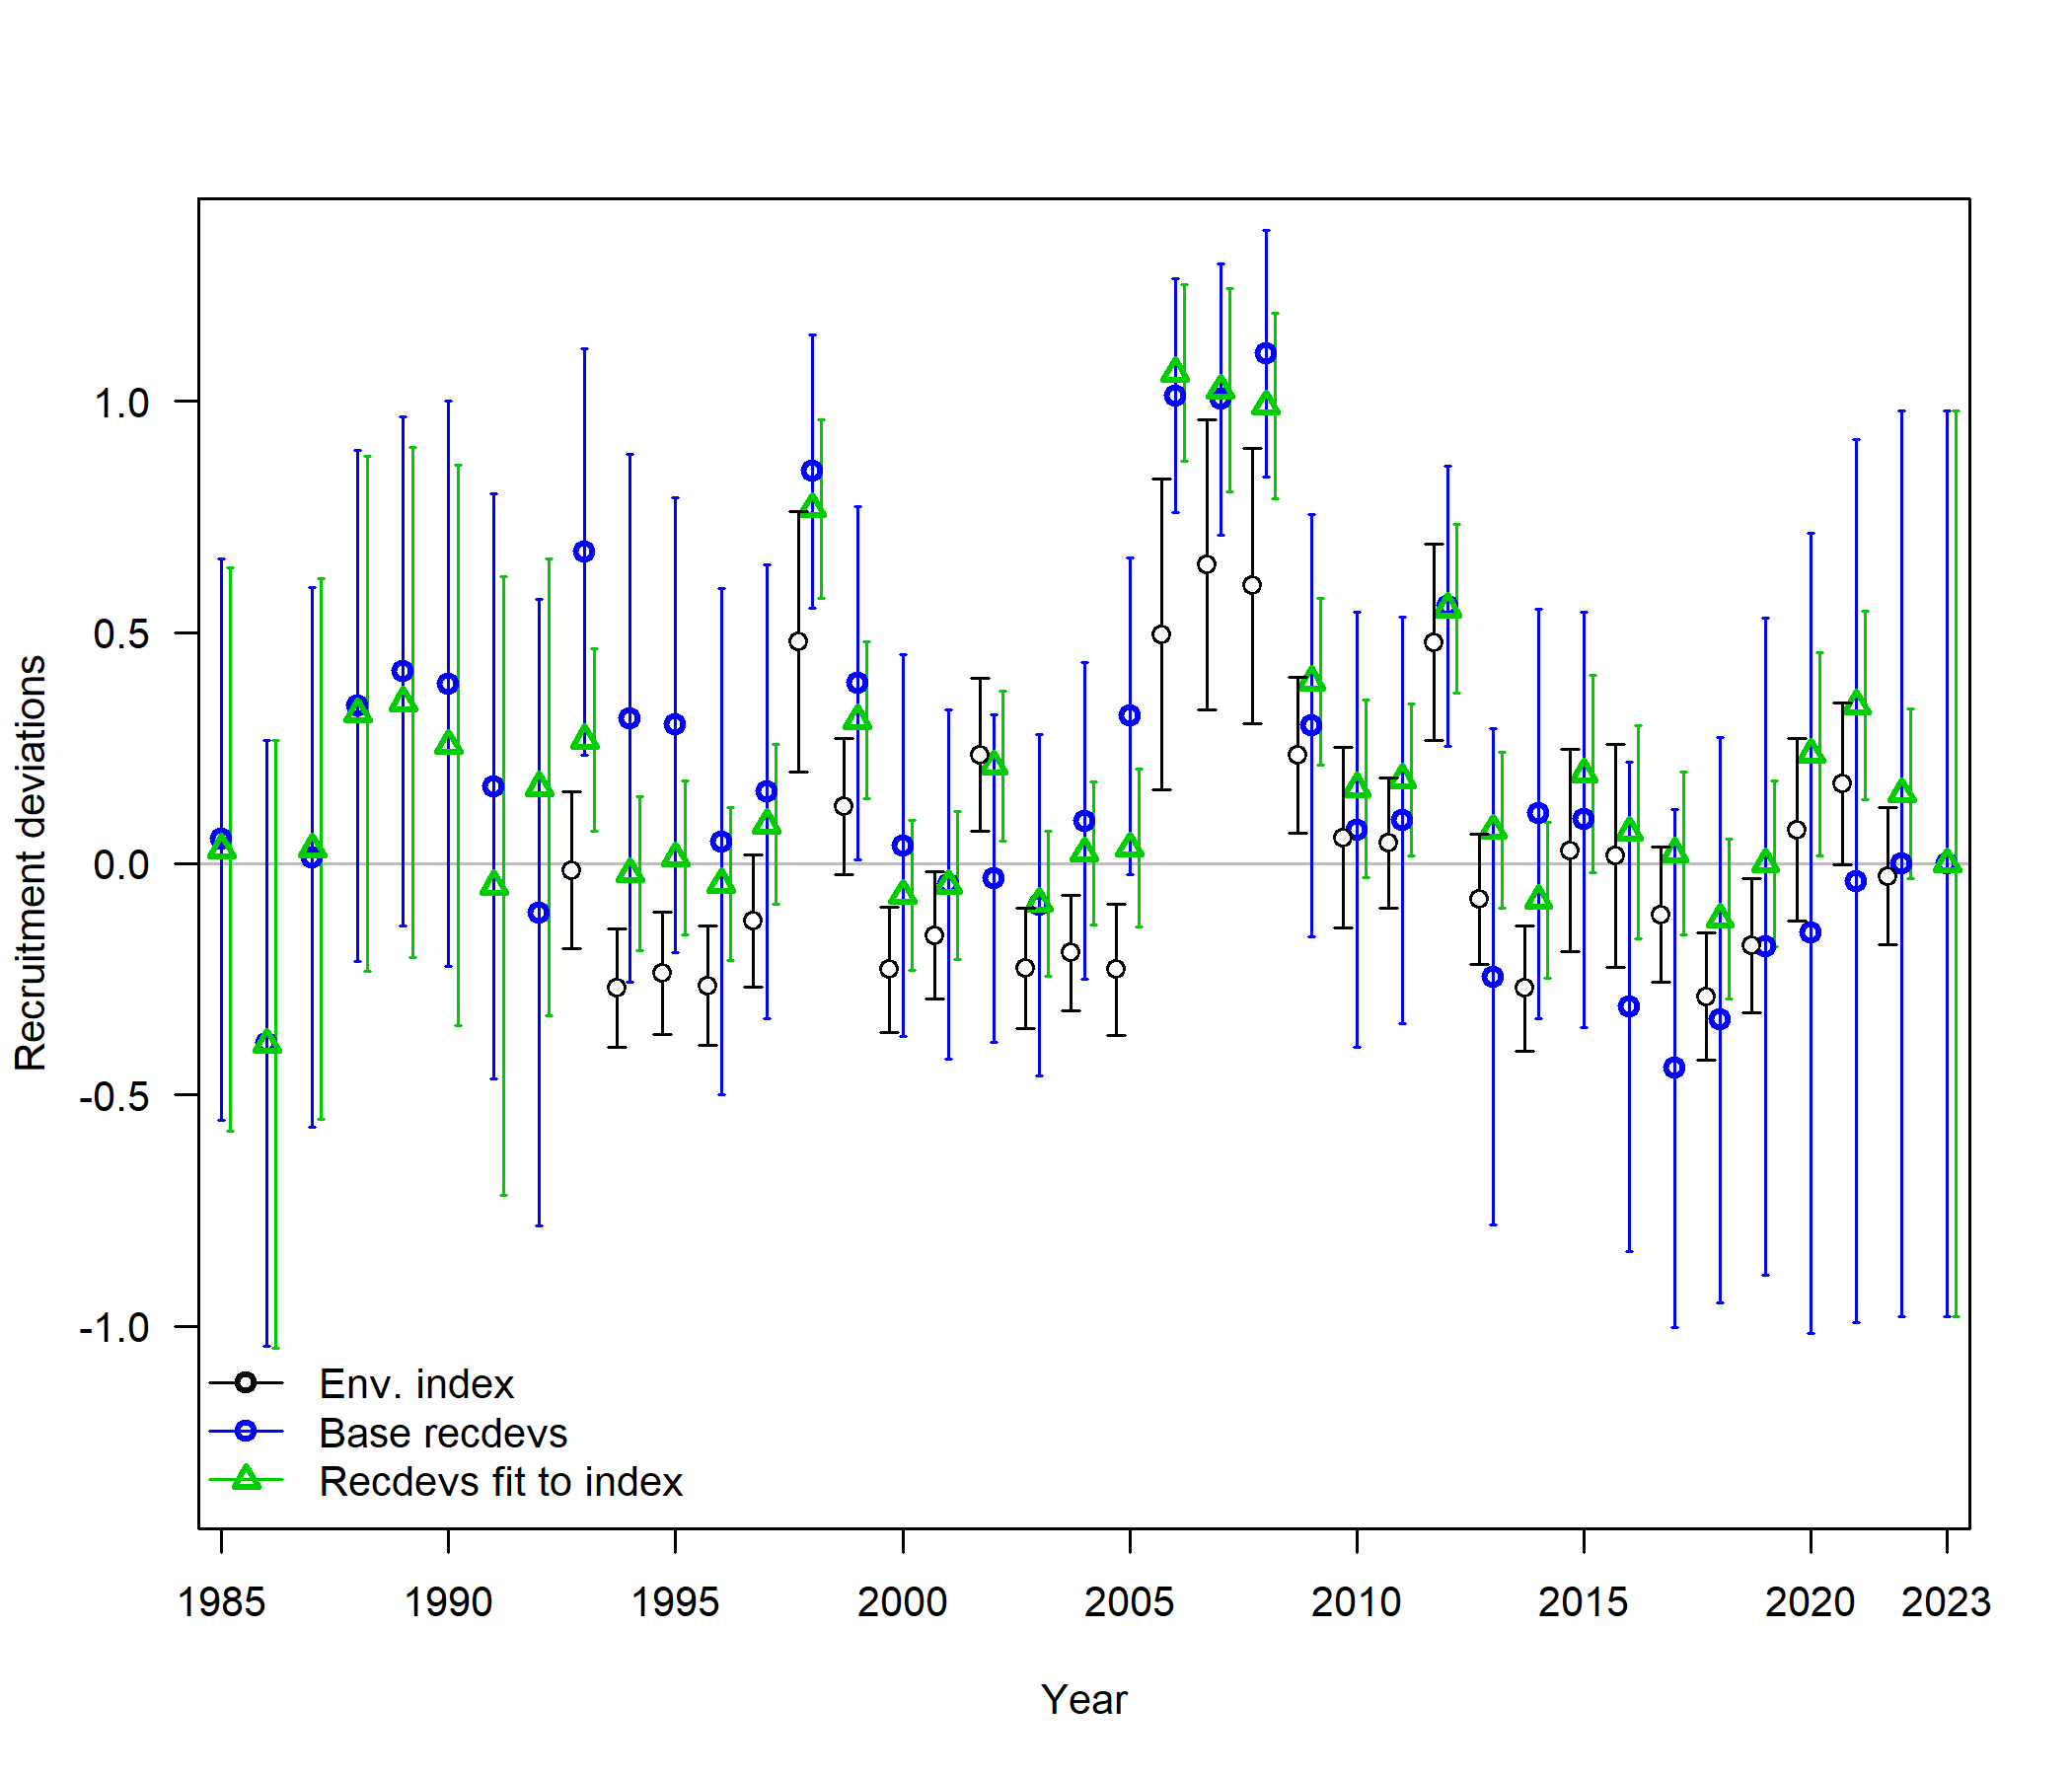 Recruitment deviations
1.0
0.5
0.0
-0.5
-1.0
Env. index
Base recdevs
Recdevs fit to index
1985 1990 1995 2000 2005 2010 2015 2020 2023
Year